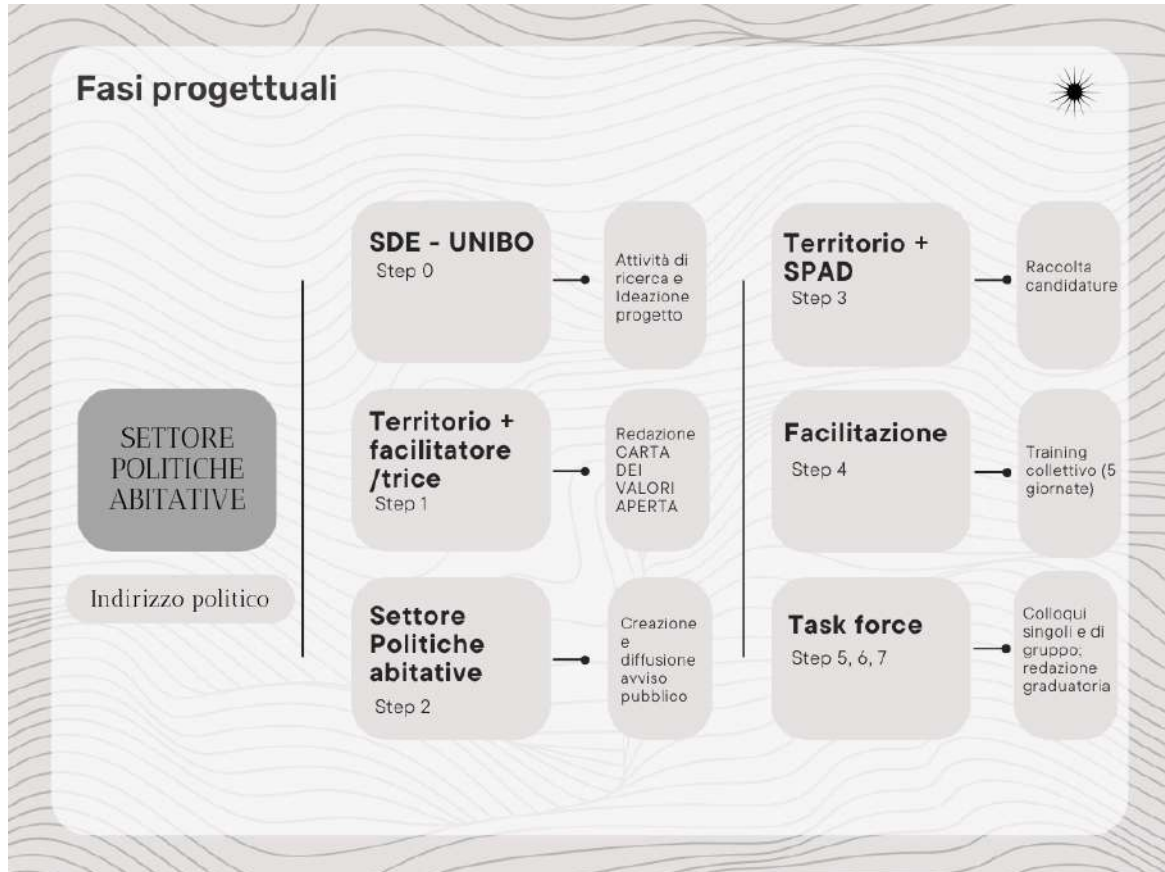 Fasi progettuali
SETTORE
POLITICHE
ABITATIVE
Indirizzo politico
SDE - UNIBO
Step 0
Attività di
ricerca e
Ideazione
progetto
Territorio +
facilitatore
/trice
Step 1
Redazione
CARTA
DEI
VALORI
APERTA
Settore
Politiche
abitative
Step 2
Creazione
e
diffusione
avviso
pubblico
Territorio +
SPAD
Step 3
Raccolta
candidature
Facilitazione
Step 4
Training
collettivo (5
giornate)
Task force
Step 5, 6, 7
Colloqui
singoli e di
gruppo;
redazione
graduatoria